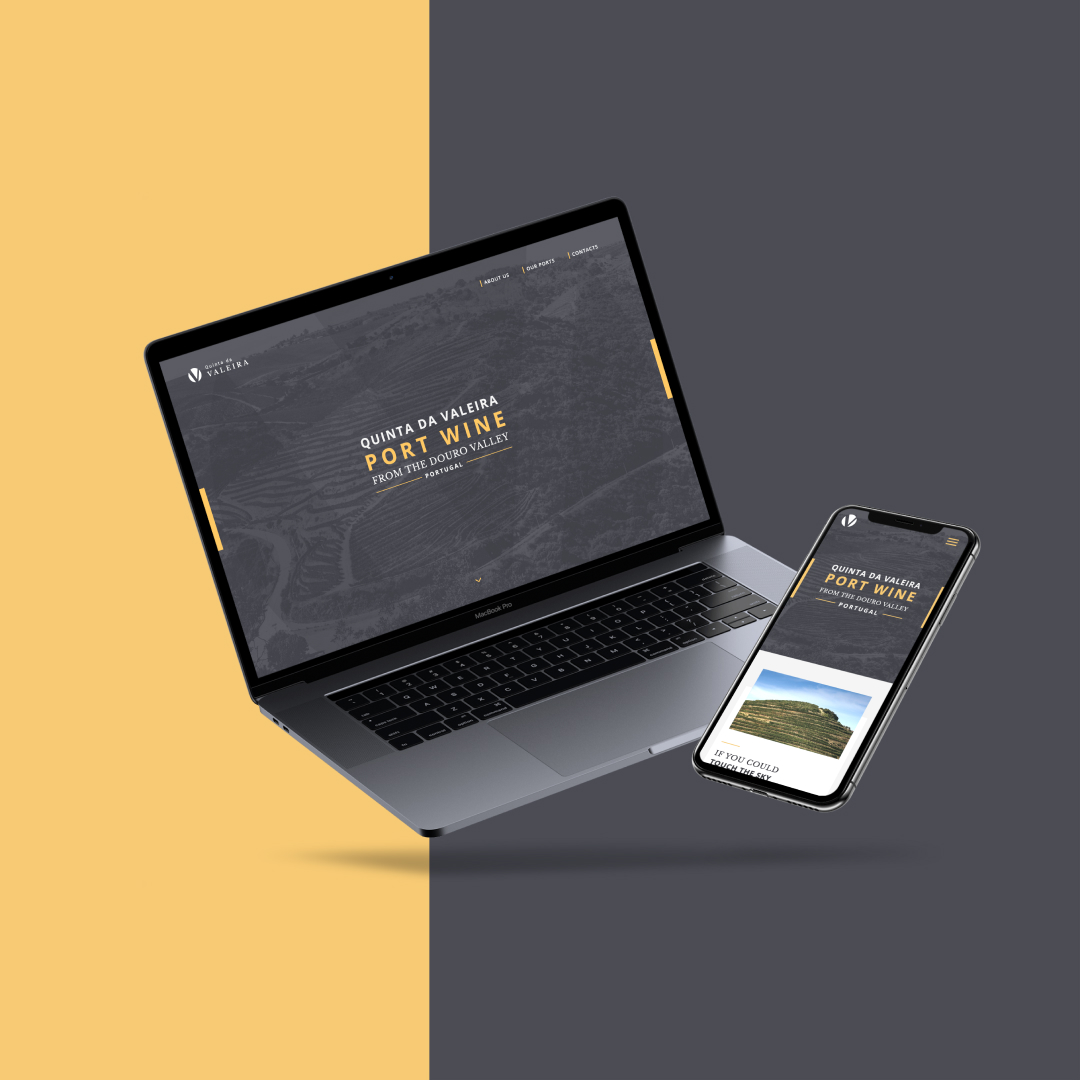 ABOUT US
OUR PORTS
CONTACTS
Quinta da
VALEIRA
QUINTA DA VALEIRA
PORT WINE
FROM THE DOURO VALLEY
PORTUGAL
MacBook Pro
QUINTA DA VALEIRA
PORT WINE
FROM THE DOURO VALLEY
PORTUGAL
IF YOU COULD
TOUCH THE SKY